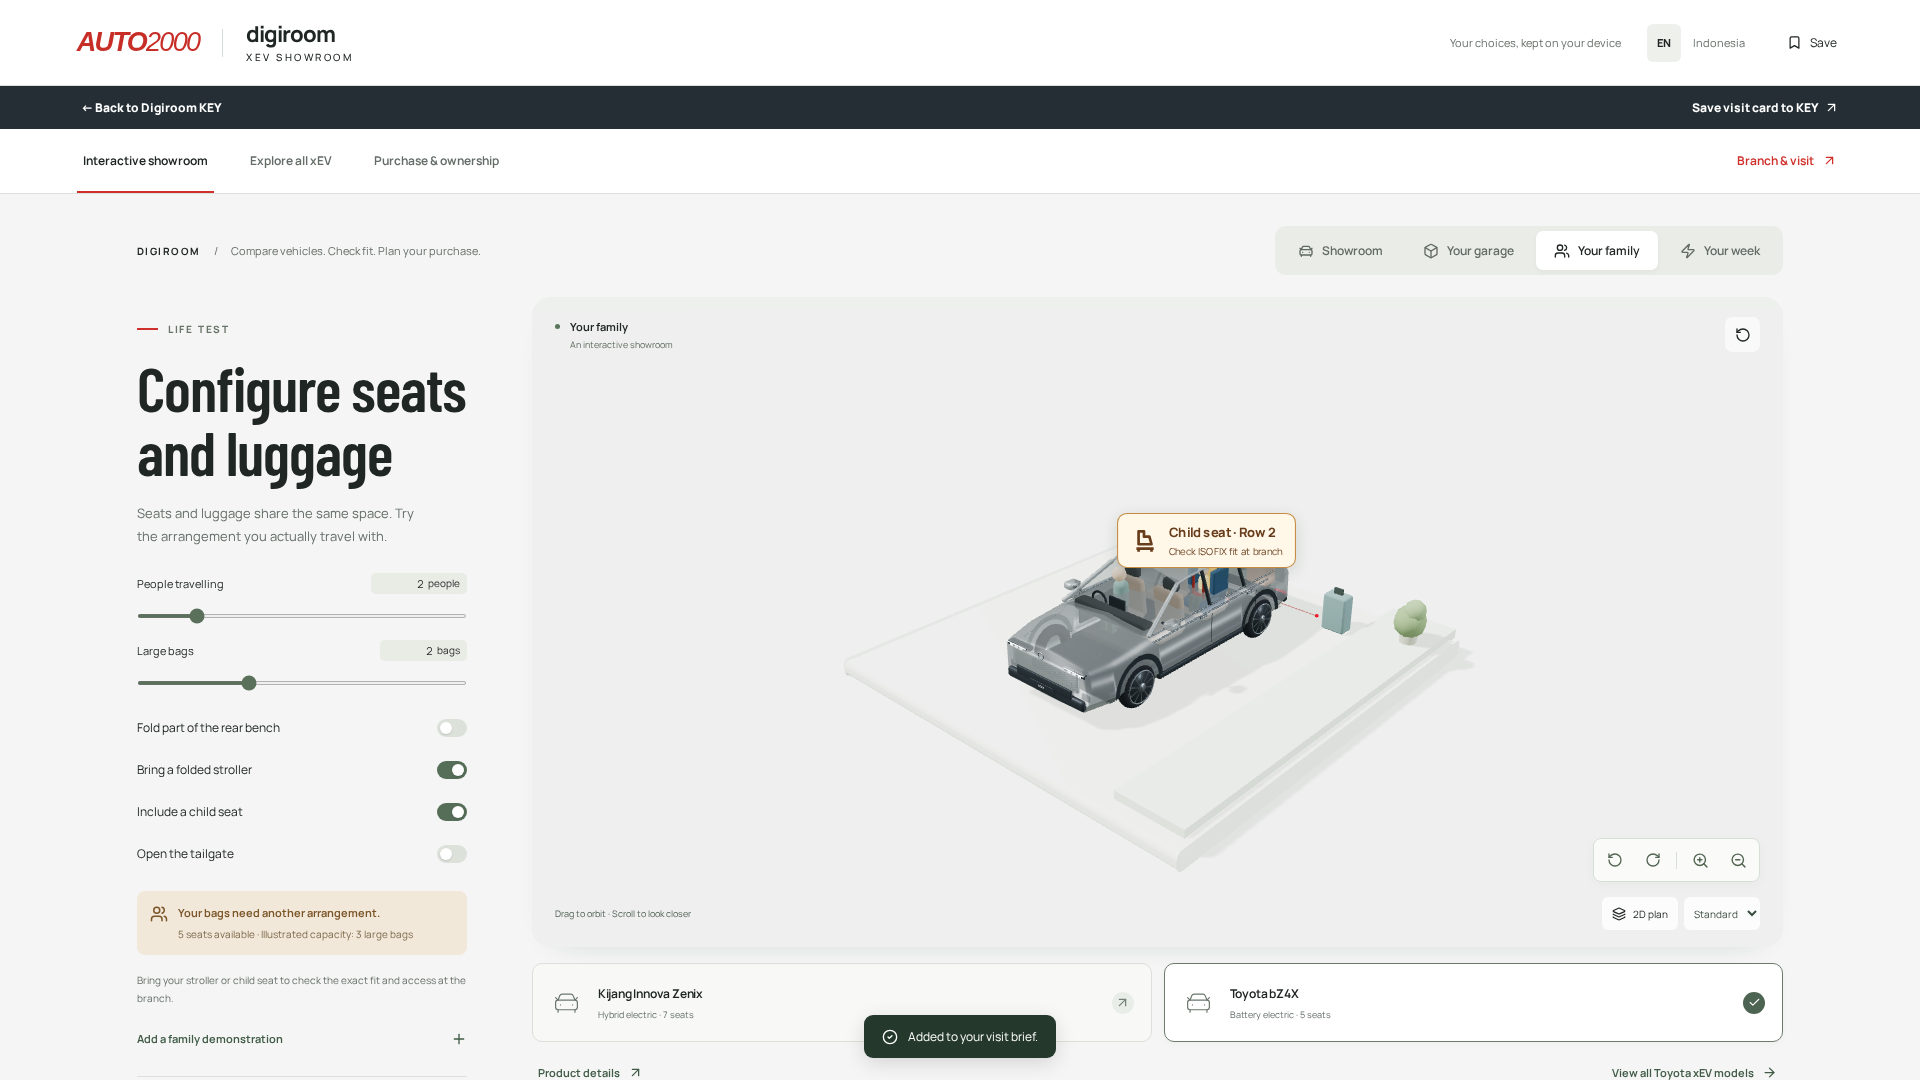 AUTO2000
digiroom
XEV SHOWROOM
Your choices, kept on your device
EN
Indonesia
Save
← Back to Digiroom KEY
Save visit card to KEY
Interactive showroom
Explore all xEV
Purchase & ownership
Branch & visit
DIGIROOM / Compare vehicles. Check fit. Plan your purchase.
Showroom
Your garage
Your family
Your week
LIFE TEST
Configure seats
and luggage
Seats and luggage share the same space. Try
the arrangement you actually travel with.
People travelling
2 people
Large bags
2 bags
Fold part of the rear bench
Bring a folded stroller
Include a child seat
Open the tailgate
Your bags need another arrangement.
5 seats available · Illustrated capacity: 3 large bags
Bring your stroller or child seat to check the exact fit and access at the
branch.
Add a family demonstration
Your family
An interactive showroom
Child seat · Row 2
Check ISOFIX fit at branch
Drag to orbit · Scroll to look closer
2D plan
Standard
Kijang Innova Zenix
Hybrid electric · 7 seats
Toyota bZ4X
Battery electric · 5 seats
Added to your visit brief.
Product details
View all Toyota xEV models